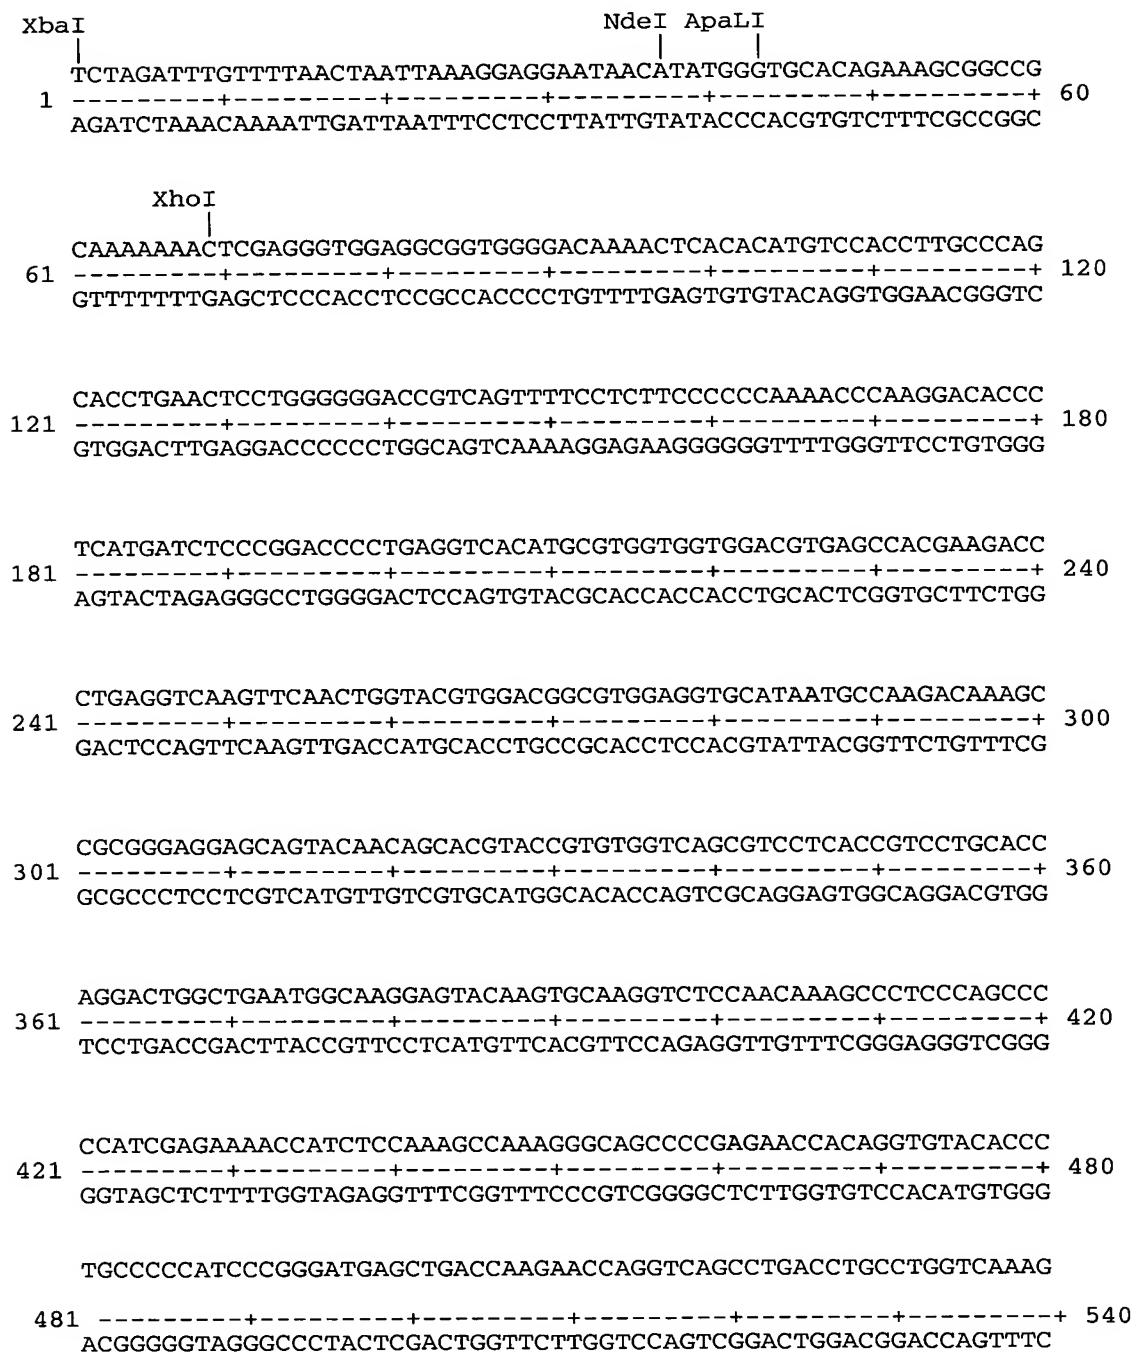 XbaI NdeI ApaLI
TCTAGATTTGTTTTAACTAATTAAAGGAGGAATAACATATGGGTGCACAGAAAGCGGCCG
1 ---------+---------+---------+---------+---------+---------+ 60
AGATCTAAACAAAATTGATTAATTTCCTCCTTATTGTATACCCACGTGTCTTTCGCCGGC
XhoI
CAAAAAAACTCGAGGGTGGAGGCGGTGGGGACAAAACTCACACATGTCCACCTTGCCCAG
61 ---------+---------+---------+---------+---------+---------+ 120
GTTTTTTTGAGCTCCCACCTCCGCCACCCCTGTTTTGAGTGTGTACAGGTGGAACGGGTC
CACCTGAACTCCTGGGGGGACCGTCAGTTTTCCTCTTCCCCCCAAAACCCAAGGACACCC
121 ---------+---------+---------+---------+---------+---------+ 180
GTGGACTTGAGGACCCCCCTGGCAGTCAAAAGGAGAAGGGGGGTTTTGGGTTCCTGTGGG
TCATGATCTCCCGGACCCCTGAGGTCACATGCGTGGTGGTGGACGTGAGCCACGAAGACC
181 ---------+---------+---------+---------+---------+---------+ 240
AGTACTAGAGGGCCTGGGGACTCCAGTGTACGCACCACCACCTGCACTCGGTGCTTCTGG
CTGAGGTCAAGTTCAACTGGTACGTGGACGGCGTGGAGGTGCATAATGCCAAGACAAAGC
241 ---------+---------+---------+---------+---------+---------+ 300
GACTCCAGTTCAAGTTGACCATGCACCTGCCGCACCTCCACGTATTACGGTTCTGTTTCG
CGCGGGAGGAGCAGTACAACAGCACGTACCGTGTGGTCAGCGTCCTCACCGTCCTGCACC
301 ---------+---------+---------+---------+---------+---------+ 360
GCGCCCTCCTCGTCATGTTGTCGTGCATGGCACACCAGTCGCAGGAGTGGCAGGACGTGG
AGGACTGGCTGAATGGCAAGGAGTACAAGTGCAAGGTCTCCAACAAAGCCCTCCCAGCCC
361 ---------+---------+---------+---------+---------+---------+ 420
TCCTGACCGACTTACCGTTCCTCATGTTCACGTTCCAGAGGTTGTTTCGGGAGGGTCGGG
CCATCGAGAAAACCATCTCCAAAGCCAAAGGGCAGCCCCGAGAACCACAGGTGTACACCC
421 ---------+---------+---------+---------+---------+---------+ 480
GGTAGCTCTTTTGGTAGAGGTTTCGGTTTCCCGTCGGGGCTCTTGGTGTCCACATGTGGG
TGCCCCCATCCCGGGATGAGCTGACCAAGAACCAGGTCAGCCTGACCTGCCTGGTCAAAG
481 ---------+---------+---------+---------+---------+---------+ 540
ACGGGGGTAGGGCCCTACTCGACTGGTTCTTGGTCCAGTCGGACTGGACGGACCAGTTTC